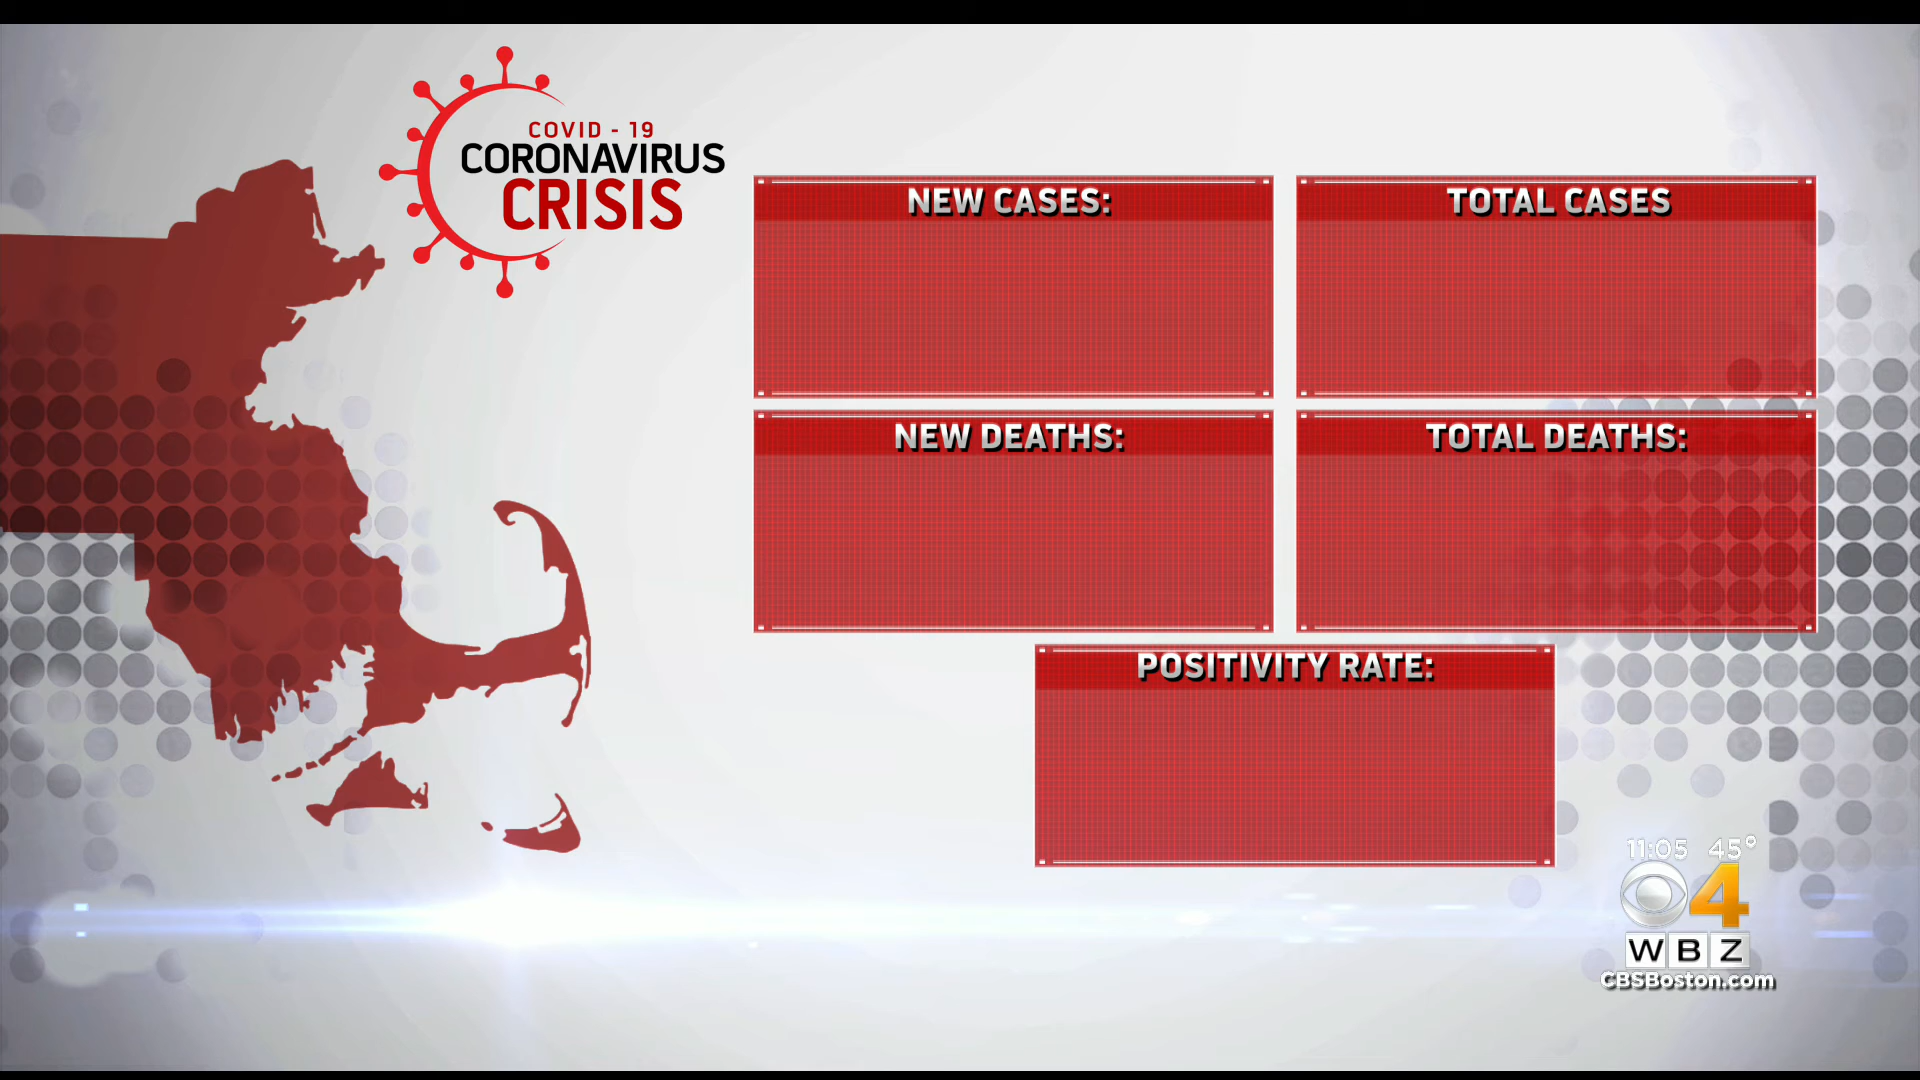 COVID - 19
CORONAVIRUS
CRISIS
NEW CASES:
TOTAL CASES
NEW DEATHS:
TOTAL DEATHS:
POSITIVITY RATE:
11:05 45°
4
WBZ
CBSBoston.com